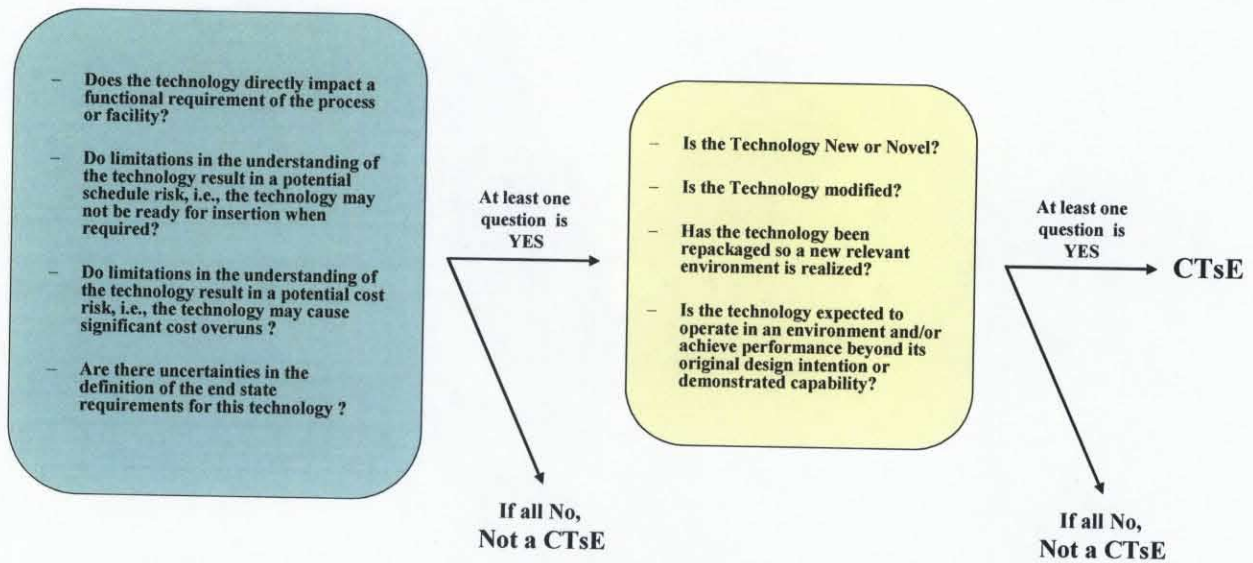 – Does the technology directly impact a
functional requirement of the process
or facility?
– Do limitations in the understanding of
the technology result in a potential
schedule risk, i.e., the technology may
not be ready for insertion when
required?
– Do limitations in the understanding of
the technology result in a potential cost
risk, i.e., the technology may cause
significant cost overuns ?
– Are there uncertainties in the
definition of the end state
requirements for this technology ?
At least one
question is
YES
If all No,
Not a CTsE
– Is the Technology New or Novel?
– Is the Technology modified?
– Has the technology been
repackaged so a new relevant
environment is realized?
– Is the technology expected to
operate in an environment and/or
achieve performance beyond its
original design intention or
demonstrated capability?
At least one
question is
YES
CTsE
If all No,
Not a CTsE